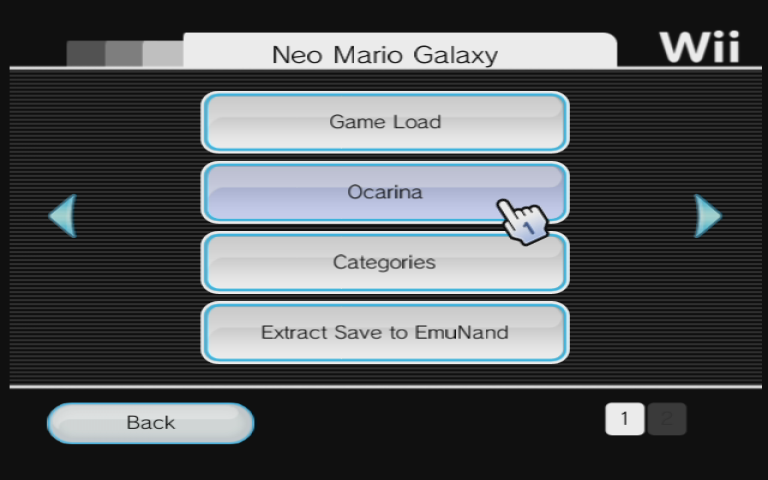 Neo Mario Galaxy
Wii
Game Load
Ocarina
1
Categories
Extract Save to EmuNand
Back
1
2